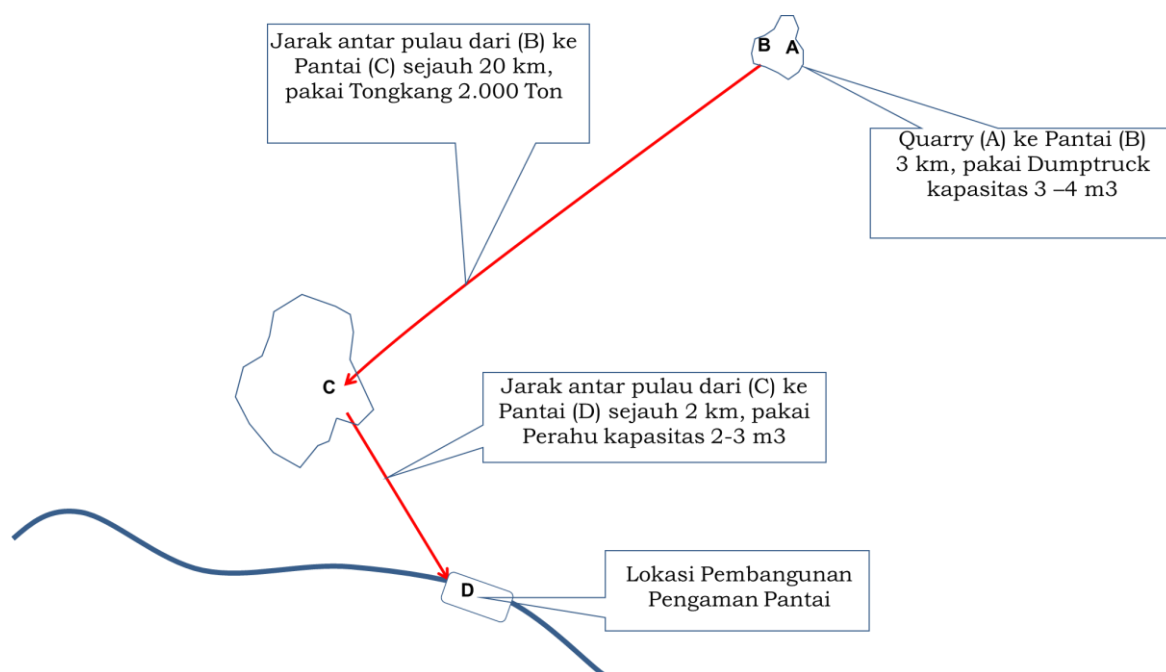 Jarak antar pulau dari (B) ke
Pantai (C) sejauh 20 km,
pakai Tongkang 2.000 Ton
B
A
Quarry (A) ke Pantai (B)
3 km, pakai Dumptruck
kapasitas 3 –4 m3
C
Jarak antar pulau dari (C) ke
Pantai (D) sejauh 2 km, pakai
Perahu kapasitas 2-3 m3
D
Lokasi Pembangunan
Pengaman Pantai